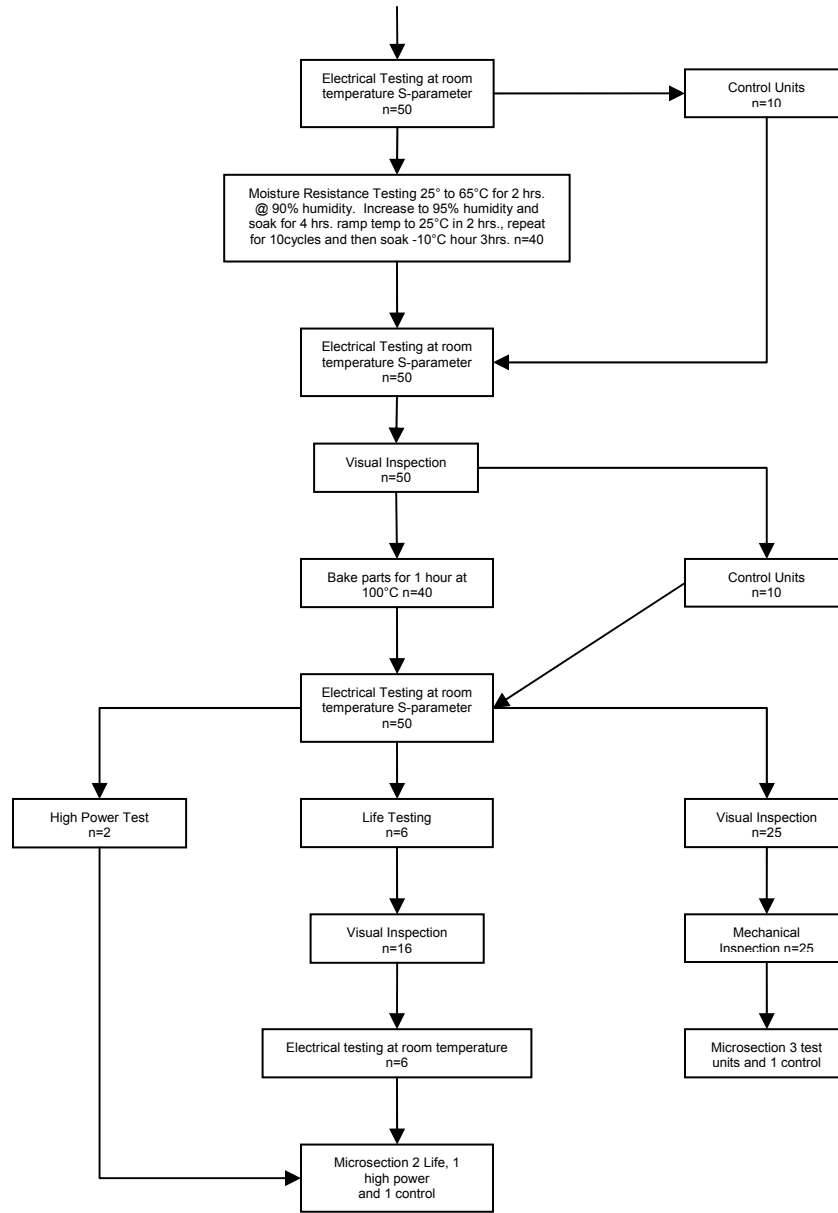 Electrical Testing at room
temperature S-parameter
n=50
Control Units
n=10
Moisture Resistance Testing 25° to 65°C for 2 hrs.
@ 90% humidity.  Increase to 95% humidity and
soak for 4 hrs. ramp temp to 25°C in 2 hrs., repeat
for 10cycles and then soak -10°C hour 3hrs. n=40
Electrical Testing at room
temperature S-parameter
n=50
Visual Inspection
n=50
Bake parts for 1 hour at
100°C n=40
Control Units
n=10
Electrical Testing at room
temperature S-parameter
n=50
High Power Test
n=2
Life Testing
n=6
Visual Inspection
n=25
Visual Inspection
n=16
Mechanical
Inspection n=25
Electrical testing at room temperature
n=6
Microsection 3 test
units and 1 control
Microsection 2 Life, 1
high power
and 1 control